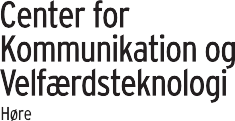 Center for
Kommunikation og
Velfærdsteknologi
Høre